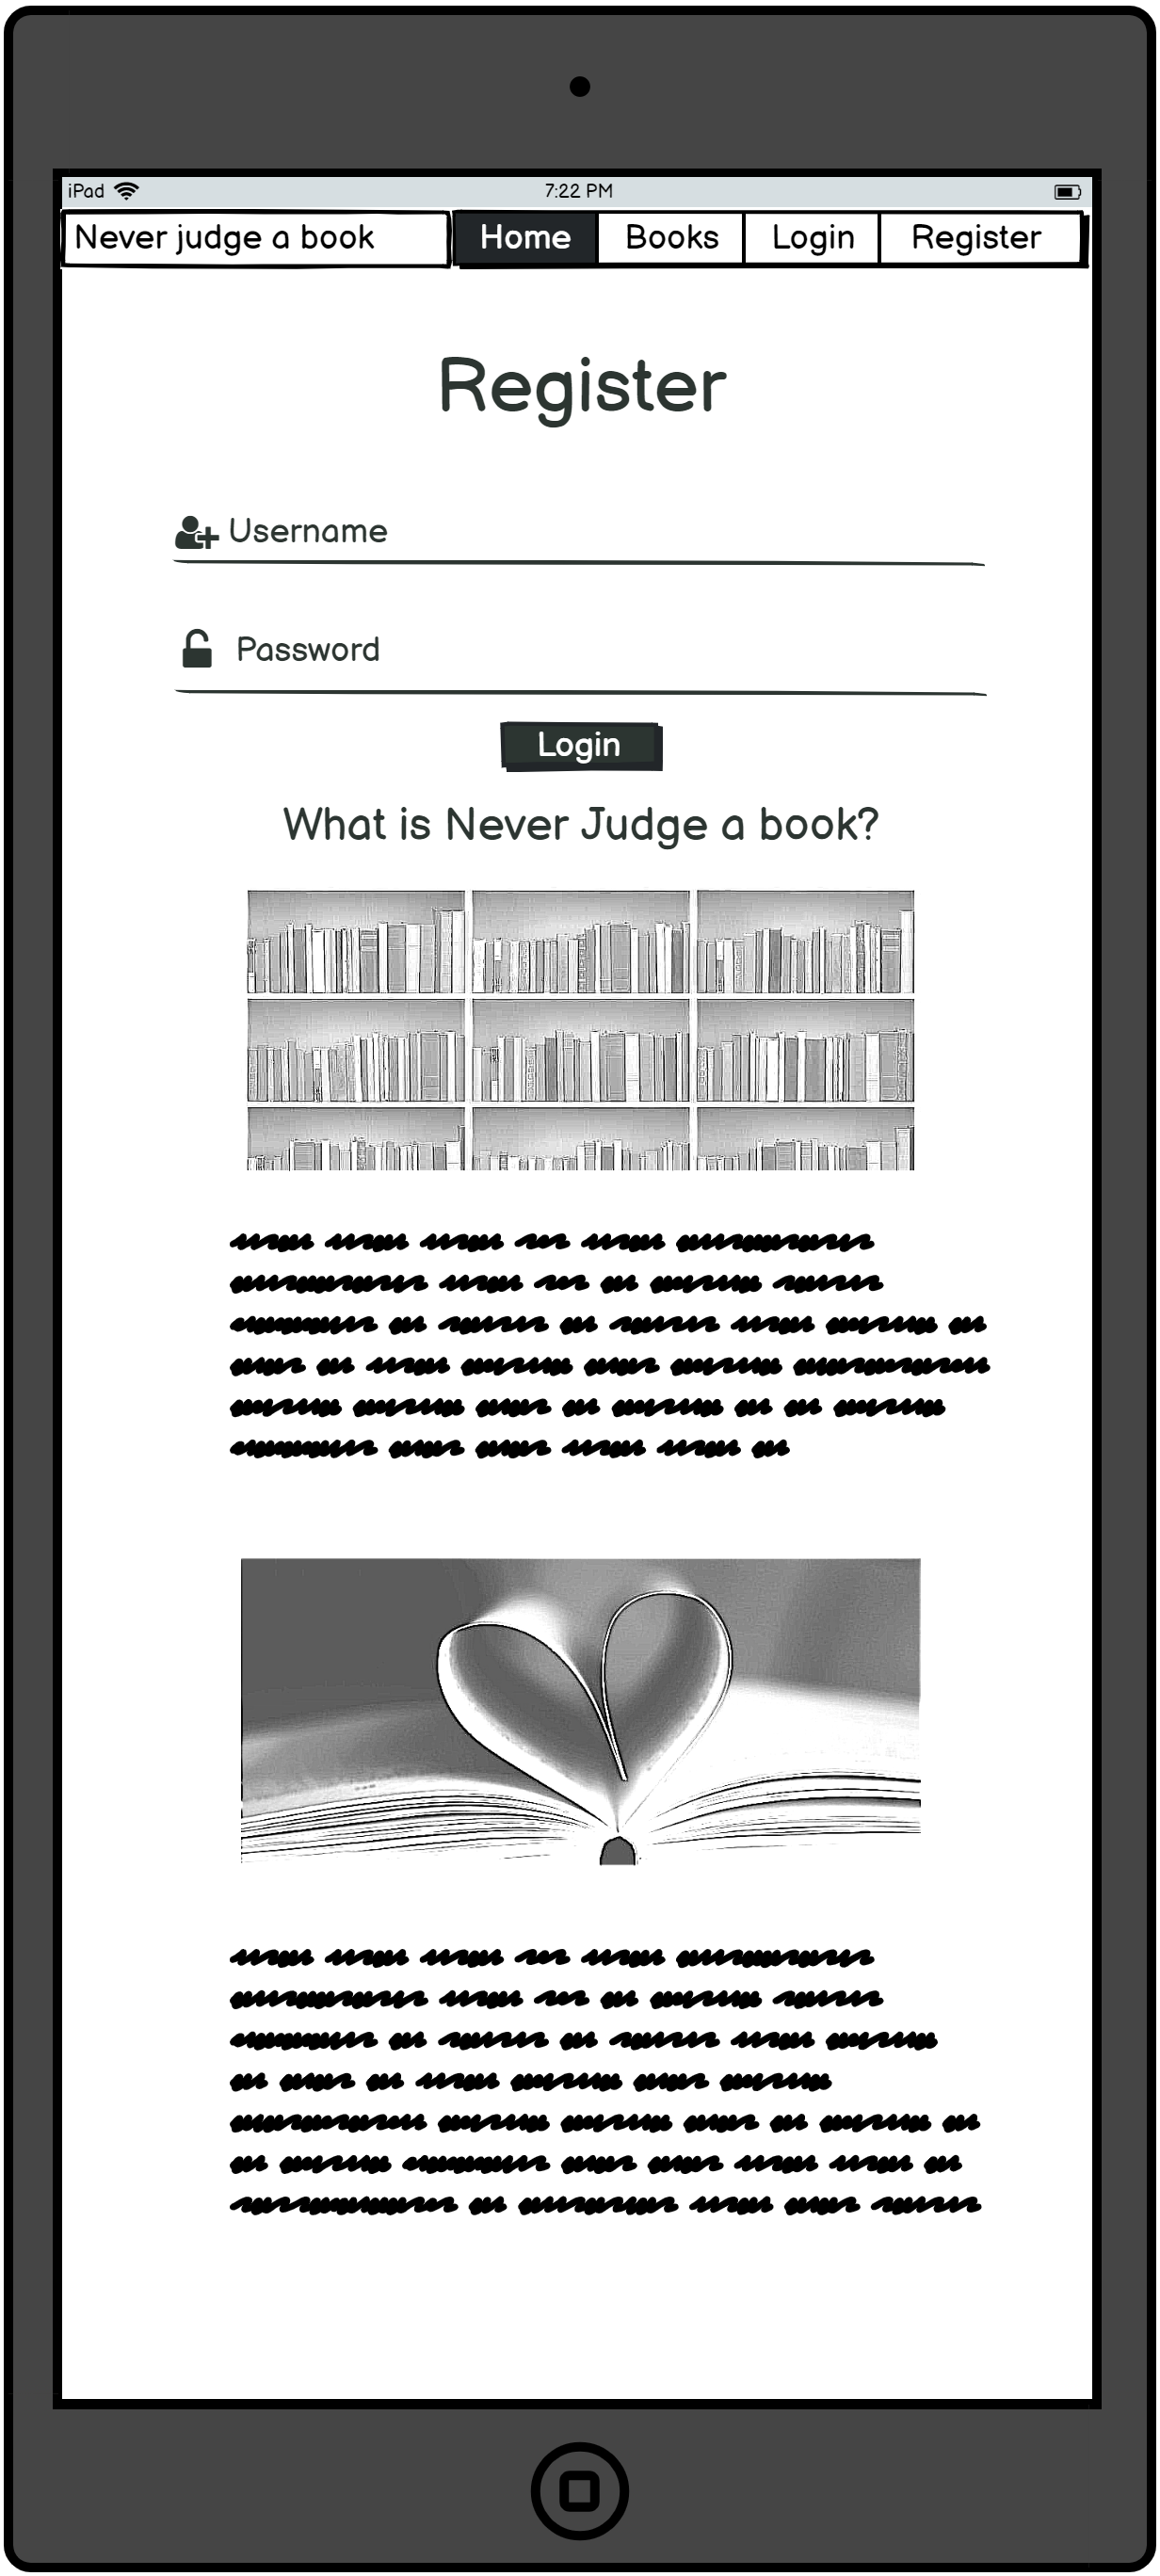 iPad 7:22 PM
Never judge a book Home Books Login Register
Register
Username
Password
Login
What is Never Judge a book?